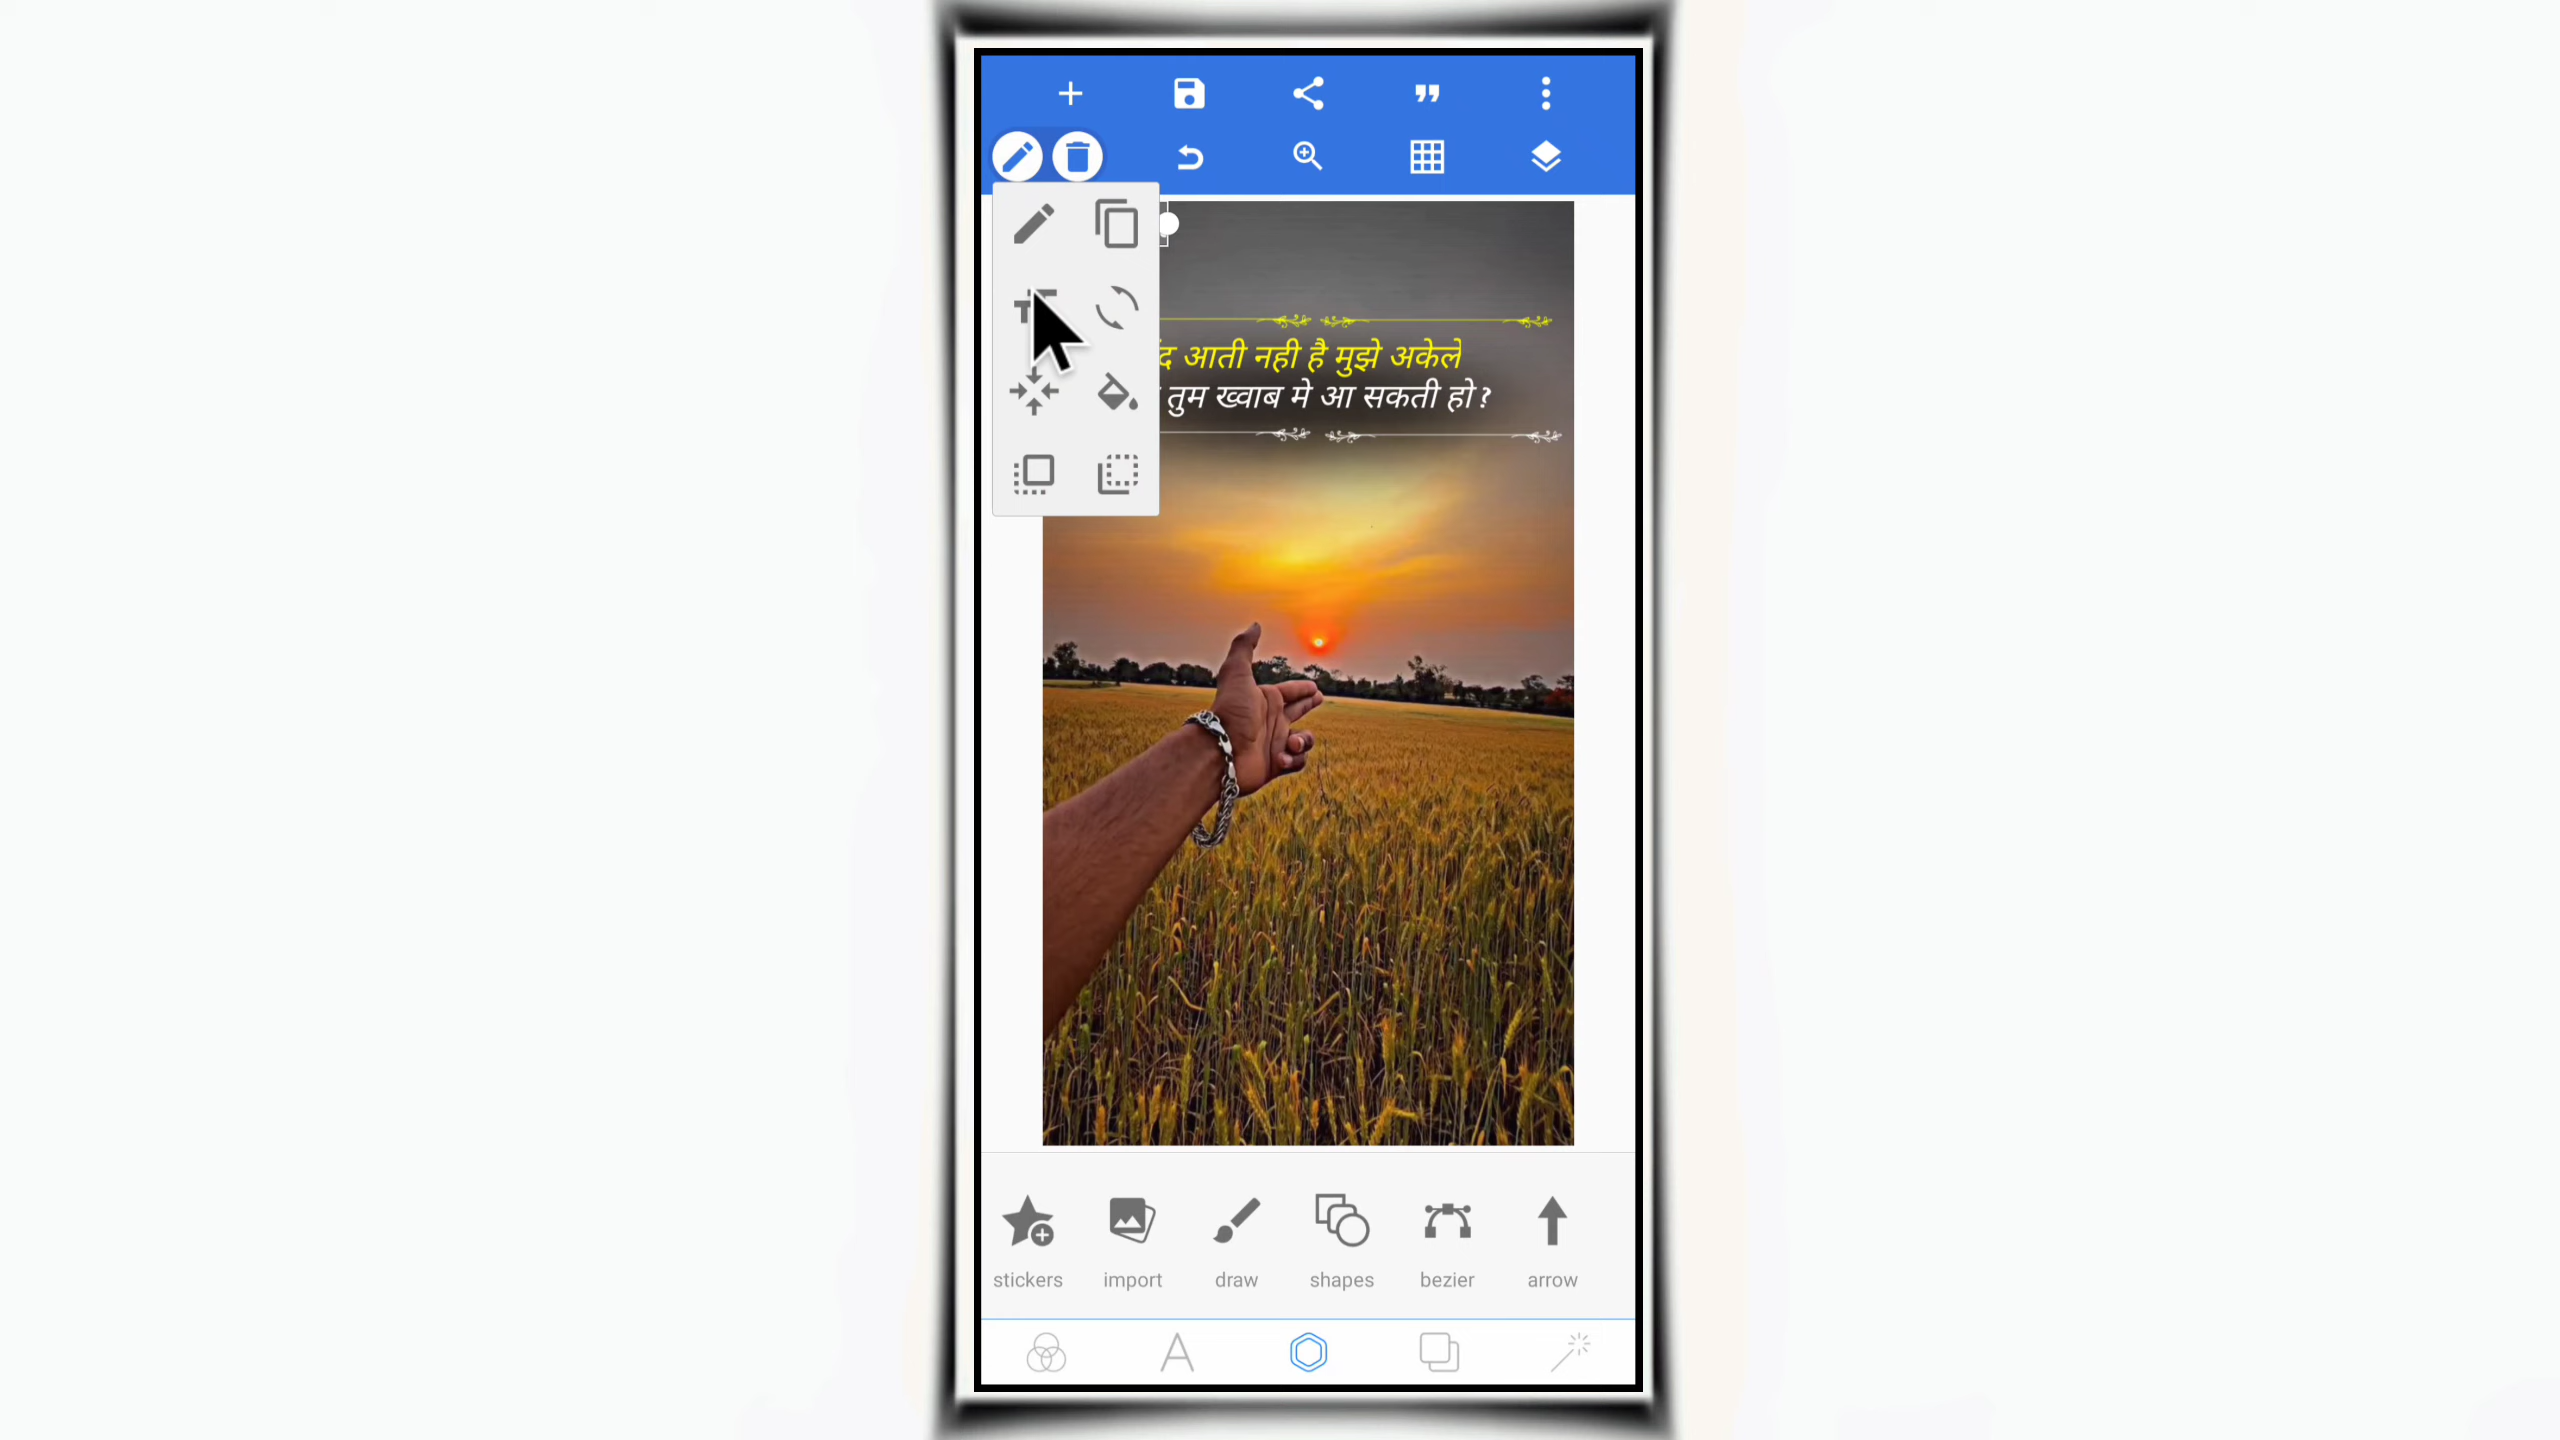 आती नही है मुझे अकेले
तुम ख्वाब मे आ सकती हो?
stickers import draw shapes bezier arrow